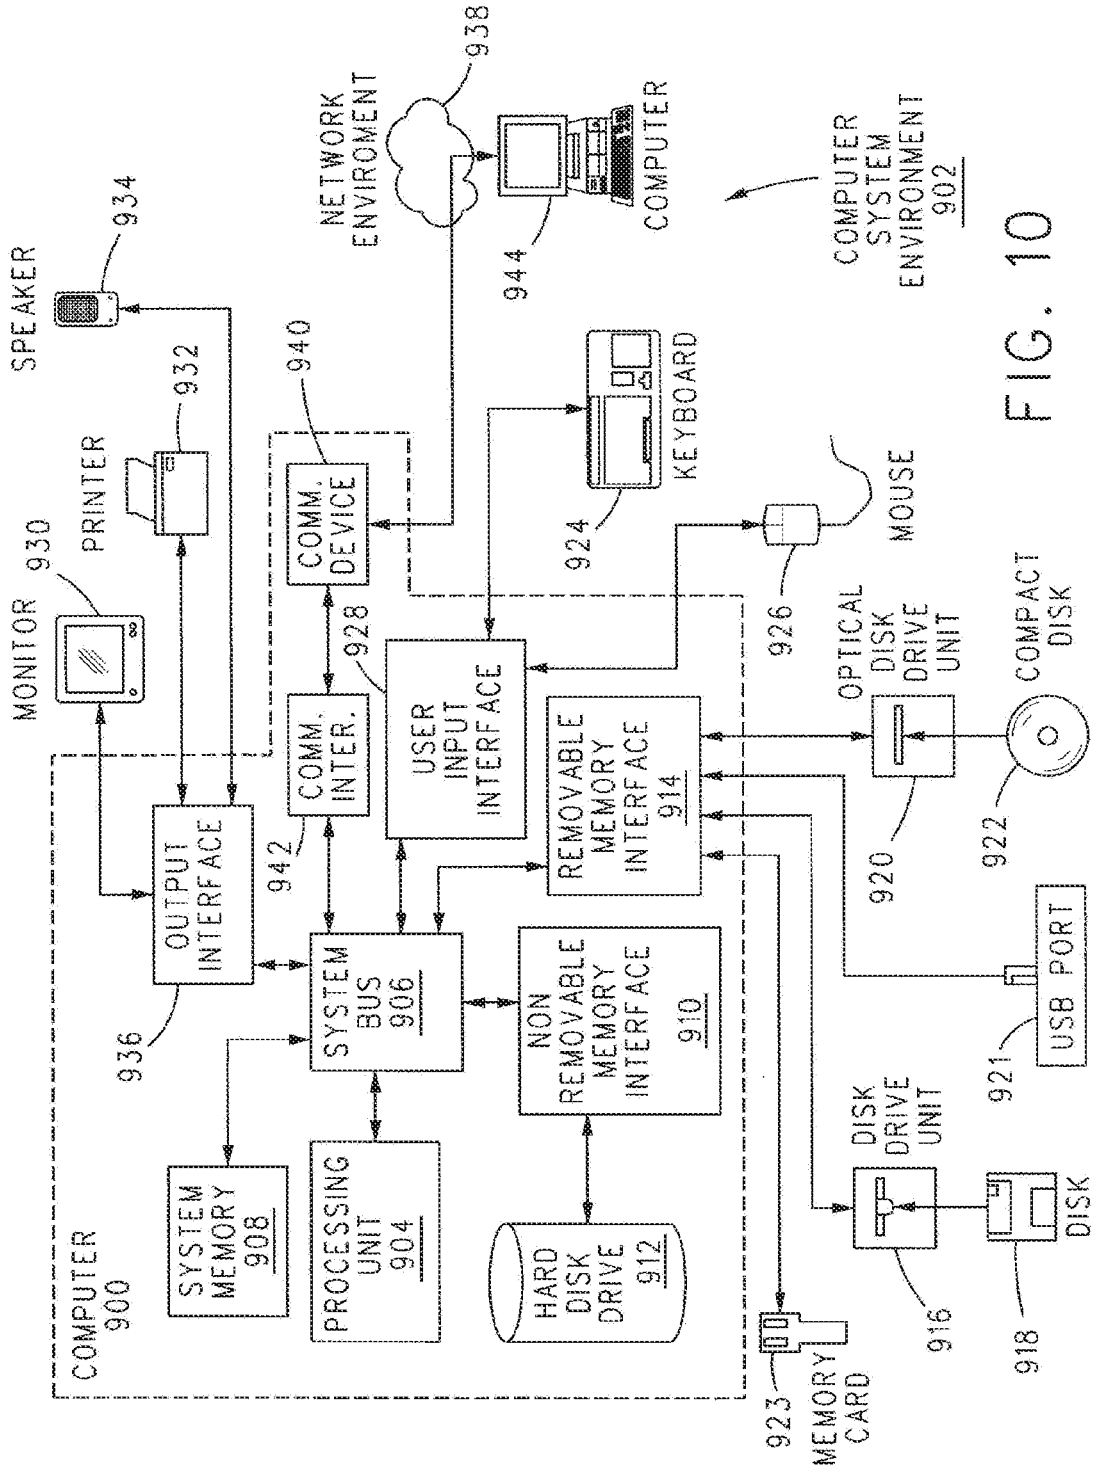 COMPUTER
900
SYSTEM
MEMORY
908
PROCESSING
UNIT
904
HARD
DISK
DRIVE
912
936
OUTPUT
INTERFACE
SYSTEM
BUS
906
NON
REMOVABLE
MEMORY
INTERFACE
910
MONITOR
930
PRINTER
932
SPEAKER
934
942
COMM.
INTER.
928
COMM.
DEVICE
940
USER
INPUT
INTERFACE
REMOVABLE
MEMORY
INTERFACE
914
NETWORK
ENVIROMENT
938
944
COMPUTER
924
KEYBOARD
926
MOUSE
923
MEMORY
CARD
DISK
DRIVE
UNIT
916
918
DISK
921
USB PORT
OPTICAL
DISK
DRIVE
UNIT
920
922
COMPACT
DISK
COMPUTER
SYSTEM
ENVIRONMENT
902
FIG. 10